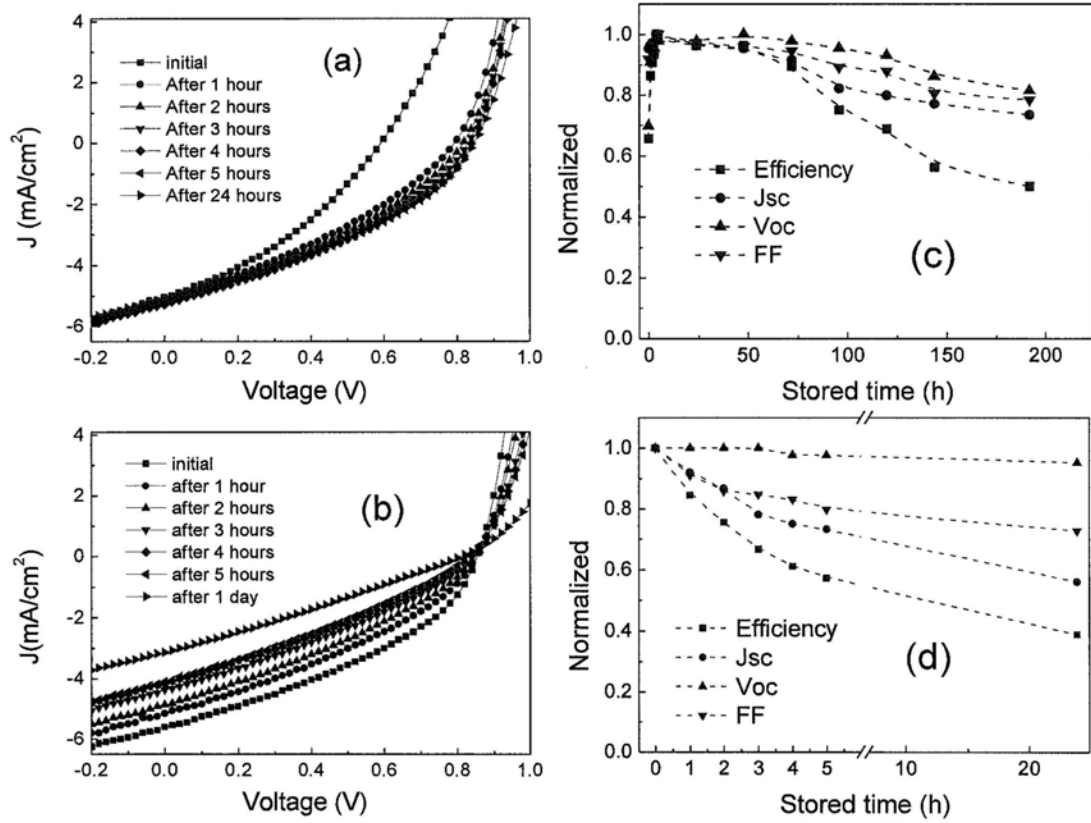 4
2
0
-2
-4
-6
J (mA/cm²)
initial
After 1 hour
After 2 hours
After 3 hours
After 4 hours
After 5 hours
After 24 hours
(a)
-0.2 0.0 0.2 0.4 0.6 0.8 1.0
Voltage (V)
1.0
0.8
0.6
0.4
0.2
0.0
Normalized
Efficiency
Jsc
Voc
FF
(c)
0 50 100 150 200
Stored time (h)
4
2
0
-2
-4
-6
J(mA/cm²)
initial
after 1 hour
after 2 hours
after 3 hours
after 4 hours
after 5 hours
after 1 day
(b)
-0.2 0.0 0.2 0.4 0.6 0.8 1.0
Voltage (V)
1.0
0.8
0.6
0.4
0.2
0.0
Normalized
Efficiency
Jsc
Voc
FF
(d)
0 1 2 3 4 5 10 20
Stored time (h)